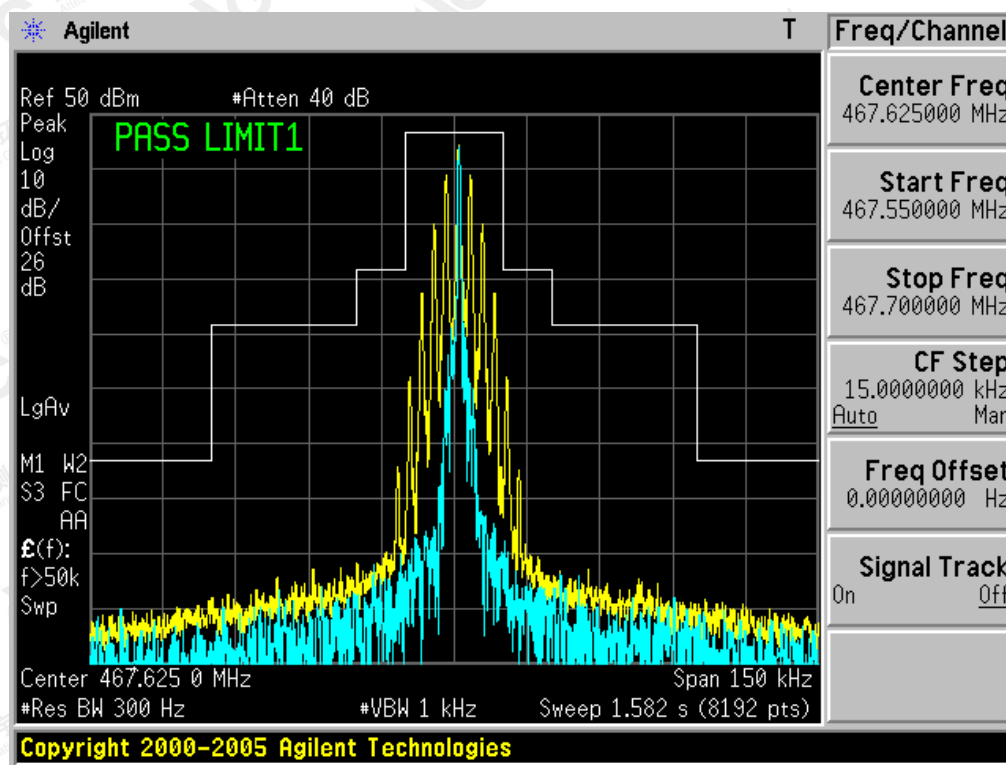 Agilent T
Freq/Channel
Ref 50 dBm #Atten 40 dB
Peak
Log
10
dB/
Offst
26
dB
LgAv
M1 W2
S3 FC
AA
£(f):
f>50k
Swp
PASS LIMIT1
Center 467.625 0 MHz Span 150 kHz
#Res BW 300 Hz #VBW 1 kHz Sweep 1.582 s (8192 pts)
Copyright 2000-2005 Agilent Technologies
Center Freq
467.625000 MHz
Start Freq
467.550000 MHz
Stop Freq
467.700000 MHz
CF Step
15.0000000 kHz
Auto Man
Freq Offset
0.00000000 Hz
Signal Track
On Off